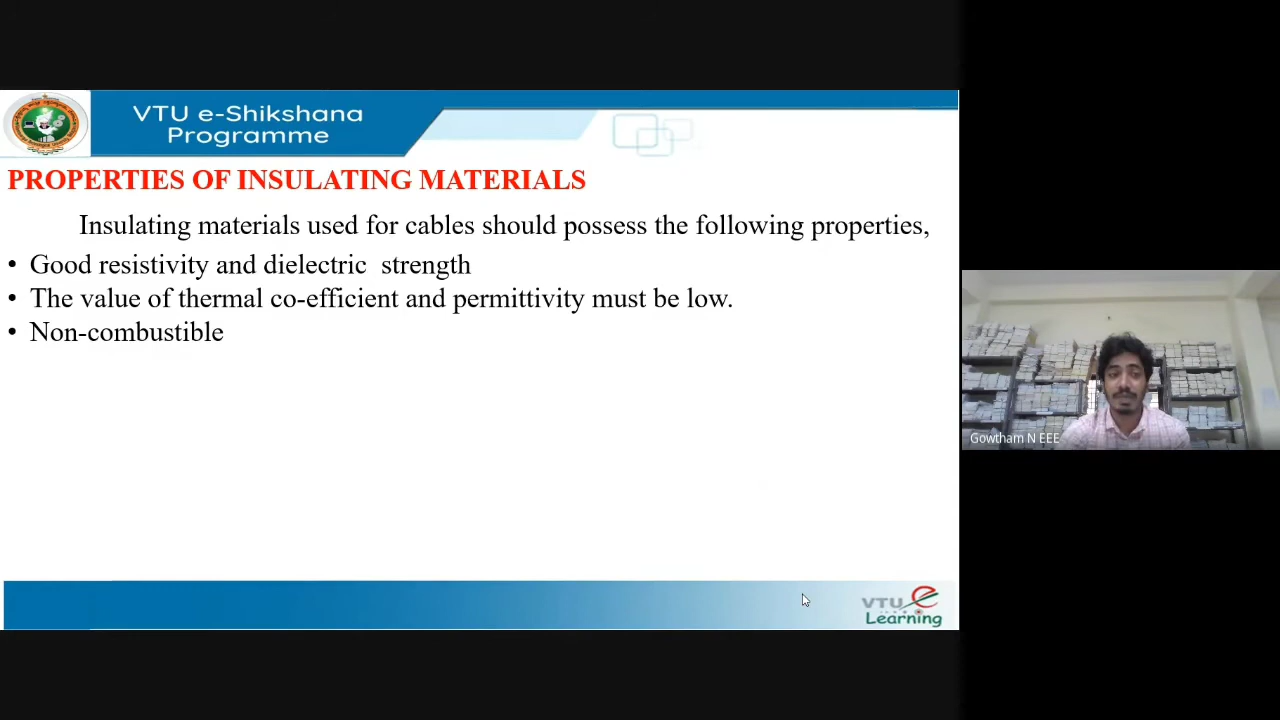 VTU e-Shikshana
Programme
PROPERTIES OF INSULATING MATERIALS
Insulating materials used for cables should possess the following properties,
• Good resistivity and dielectric strength
• The value of thermal co-efficient and permittivity must be low.
• Non-combustible
Gowtham N EEE
VTU e
Learning